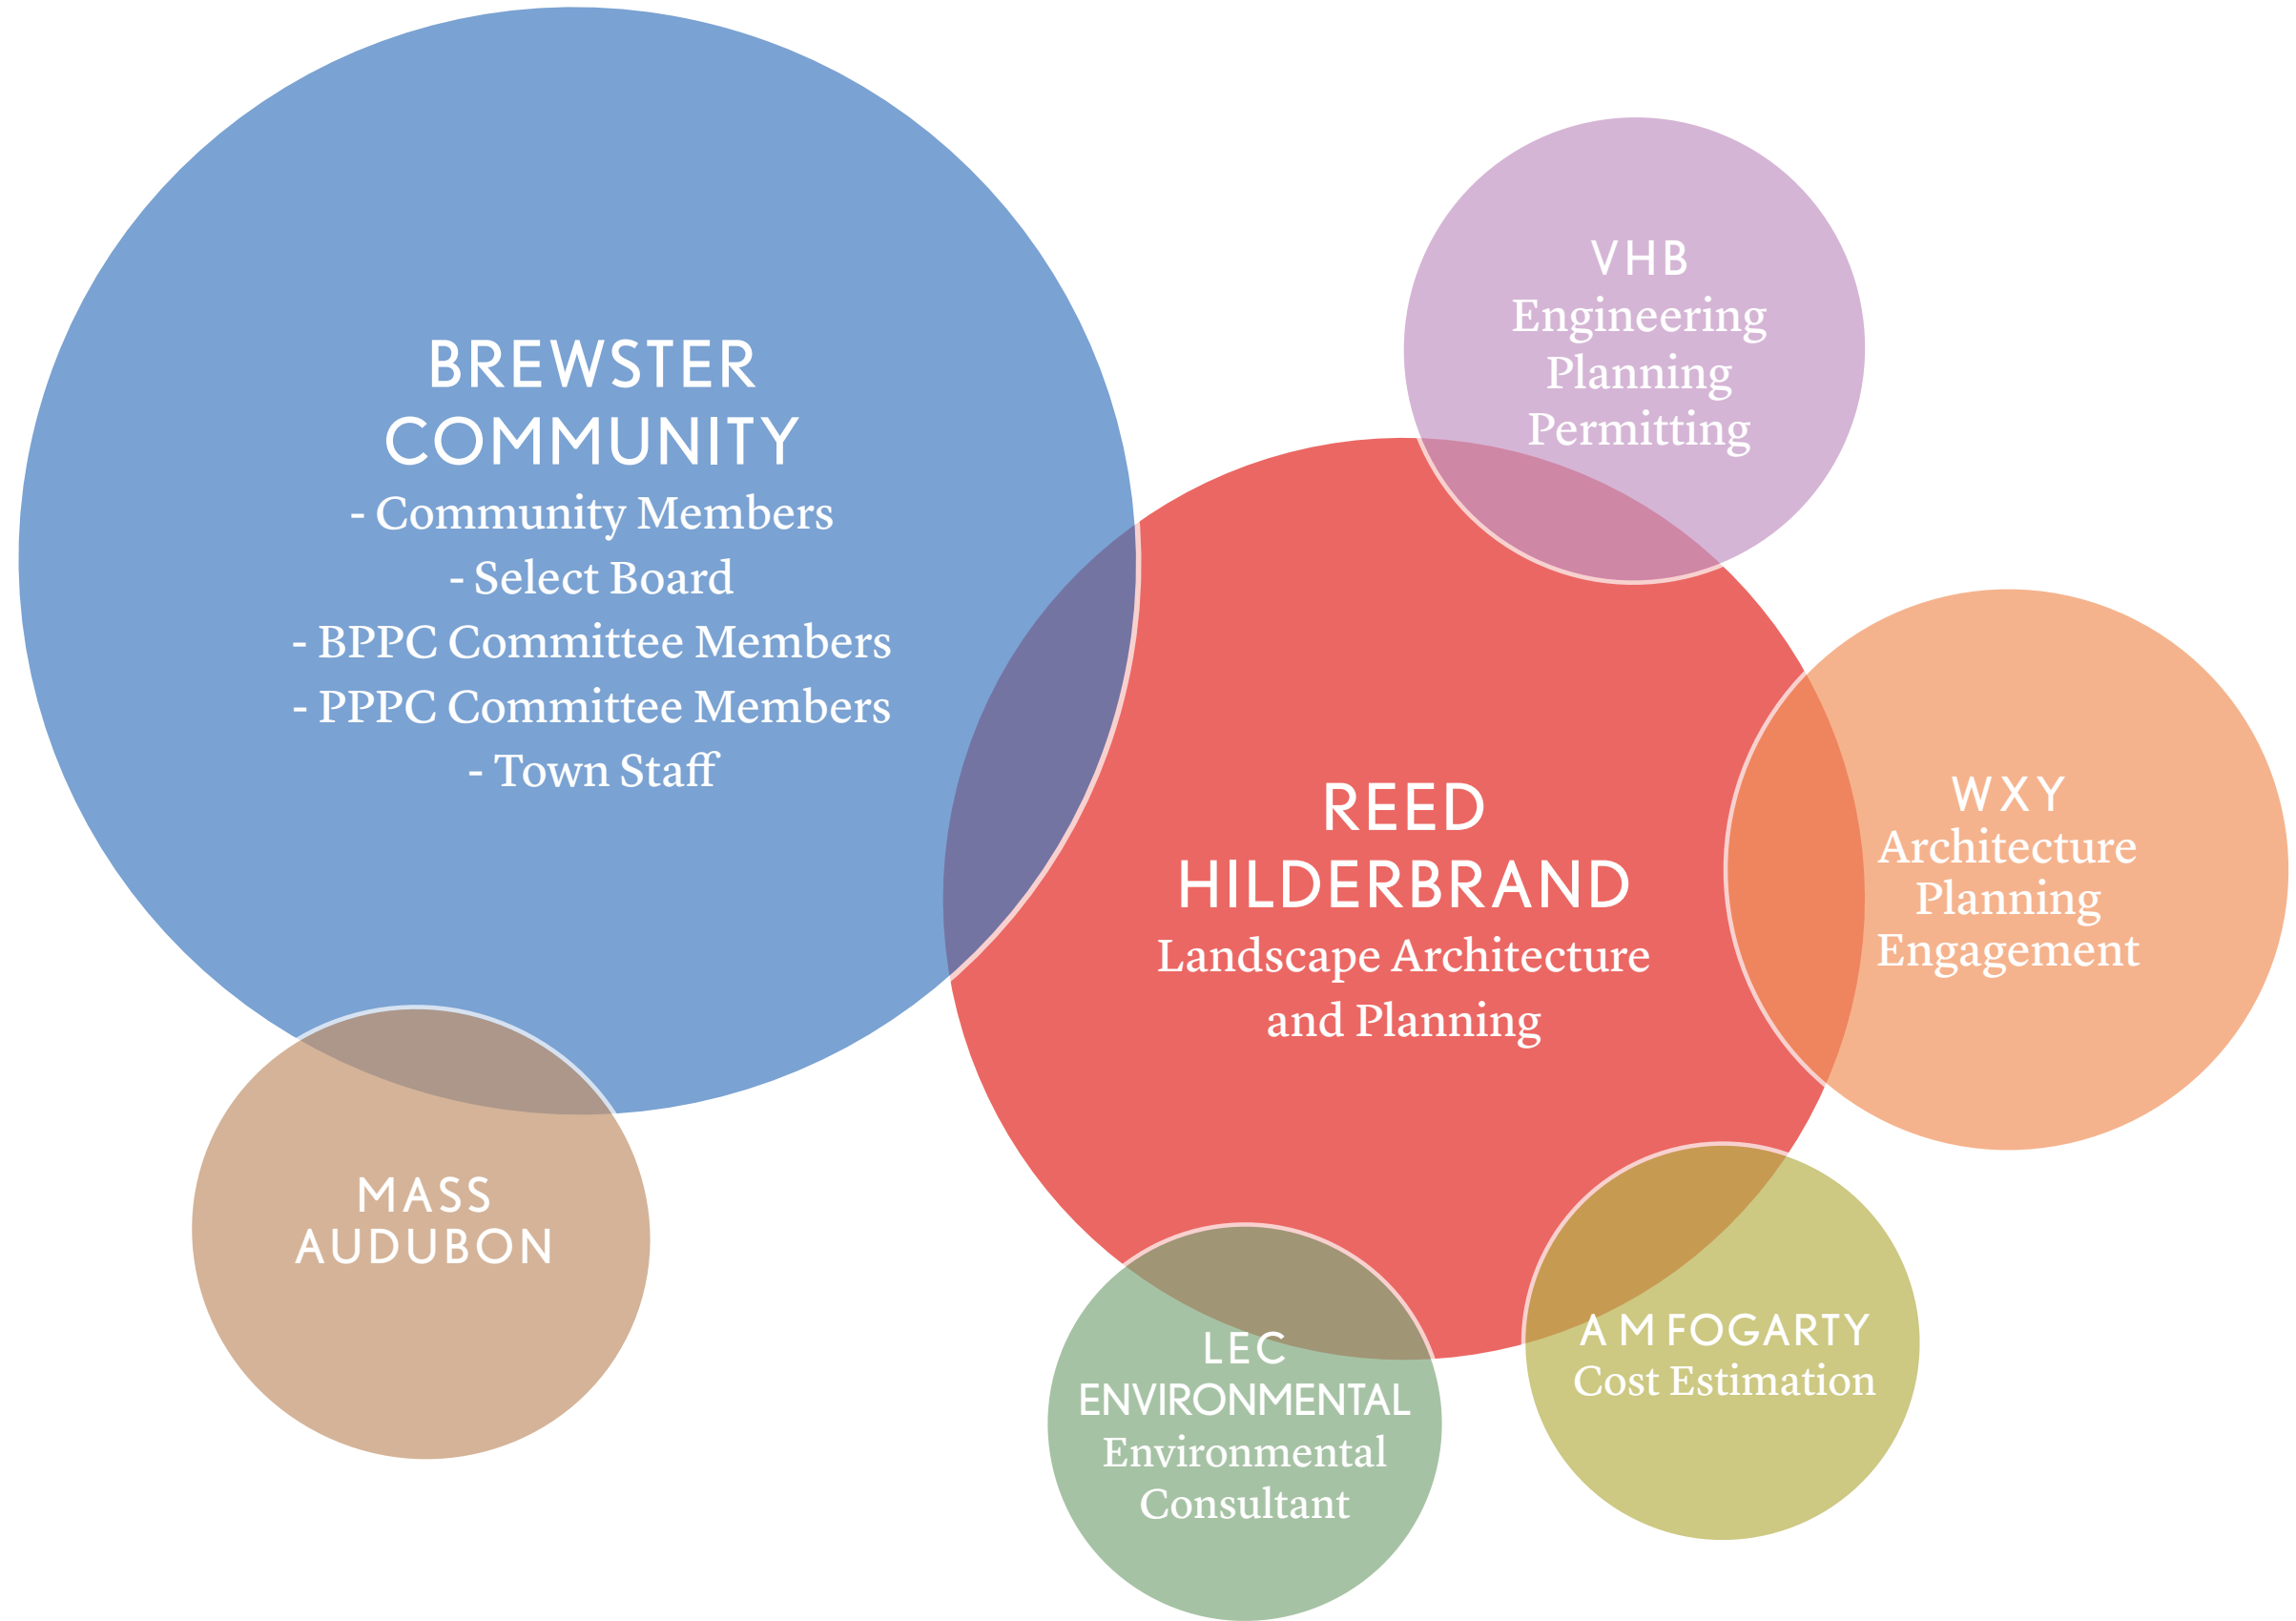 BREWSTER
COMMUNITY
- Community Members
- Select Board
- BPPC Committee Members
- PPPC Committee Members
- Town Staff
VHB
Engineering
Planning
Permitting
REED
HILDERBRAND
Landscape Architecture
and Planning
WXY
Architecture
Planning
Engagement
MASS
AUDUBON
LEC
ENVIRONMENTAL
Environmental
Consultant
A M FOGARTY
Cost Estimation